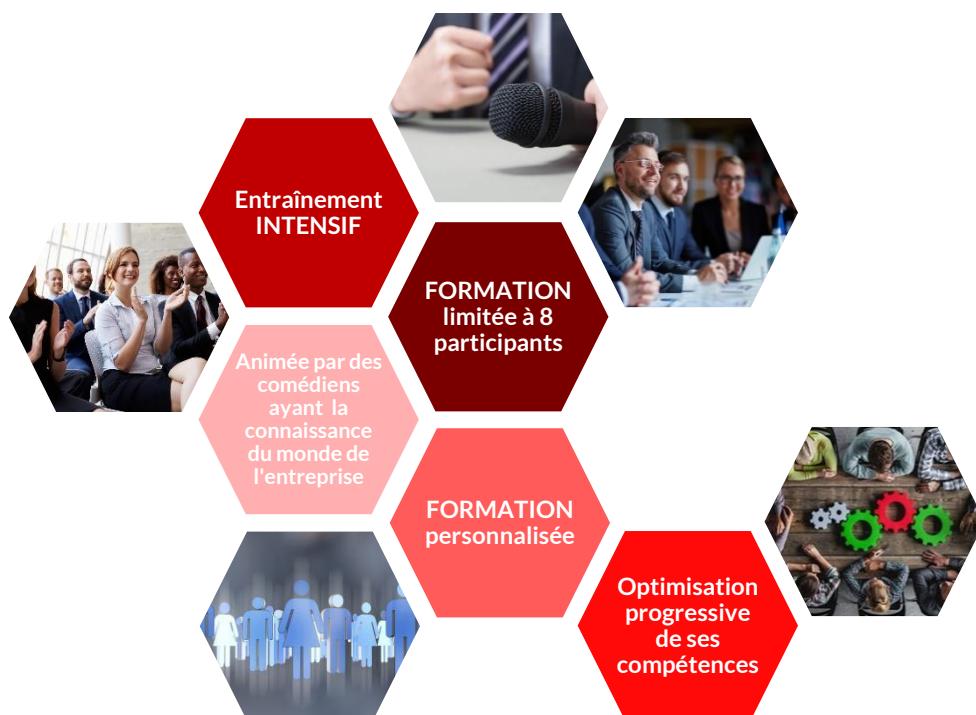 Entraînement
INTENSIF
FORMATION
limitée à 8
participants
Animée par des
comédiens
ayant la
connaissance
du monde de
l'entreprise
FORMATION
personnalisée
Optimisation
progressive
de ses
compétences